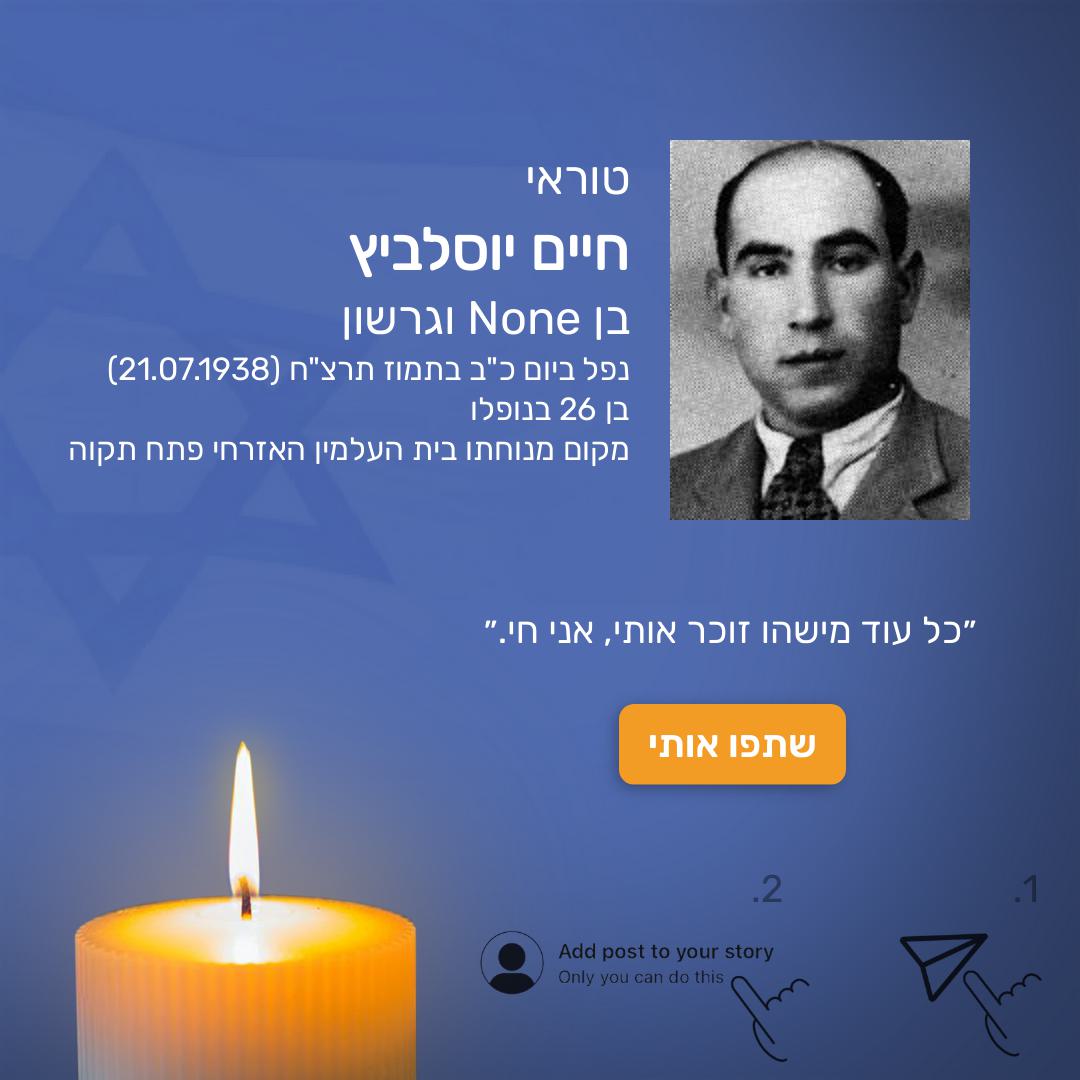 טוראי
חיים יוסלביץ
בן None וגרשון
נפל ביום כ"ב בתמוז תרצ"ח (21.07.1938)
בן 26 בנופלו
מקום מנוחתו בית העלמין האזרחי פתח תקוה
״כל עוד מישהו זוכר אותי, אני חי.״
שתפו אותי
.1
.2
Add post to your story
Only you can do this